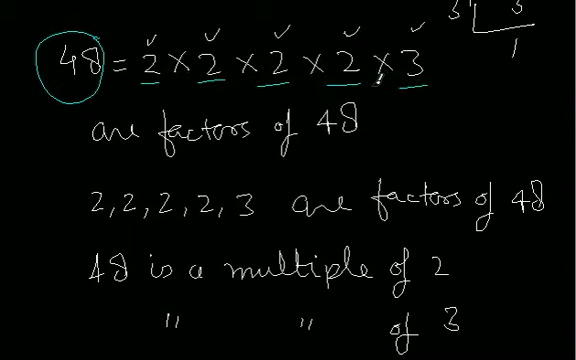 3 3
1
48 = 2 × 2 × 2 × 2 × 3
are factors of 48
2, 2, 2, 2, 3 are factors of 48
48 is a multiple of 2
" " of 3